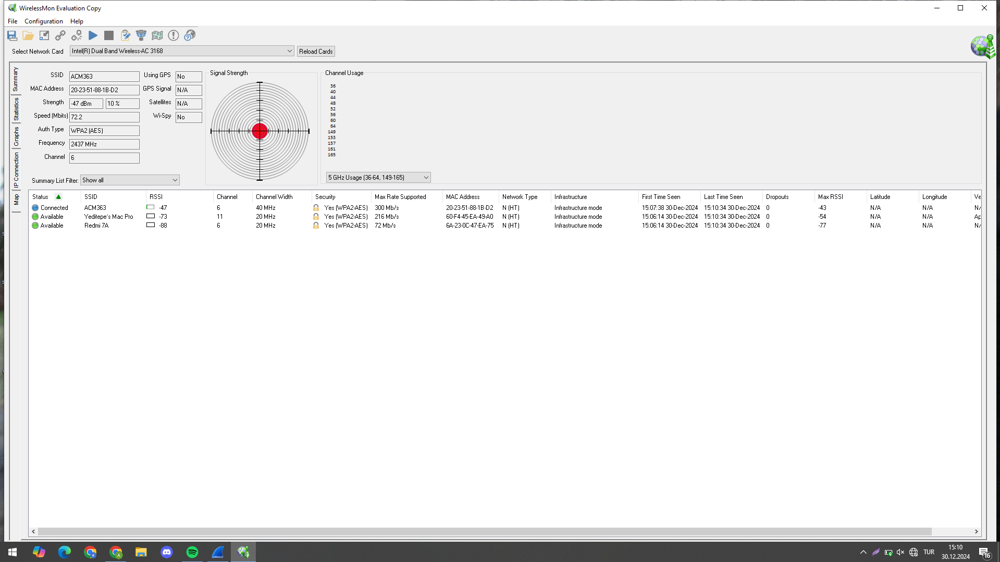 WirelessMon Evaluation Copy
File Configuration Help
Select Network Card Intel(R) Dual Band Wireless-AC 3168 Reload Cards
Summary
Statistics
Graphs
IP Connection
Map
SSID ACM363 Using GPS No
MAC Address 20-23-51-88-1B-D2 GPS Signal N/A
Strength -47 dBm 10 % Satellites N/A
Speed (Mbits) 72.2 Wi-Spy No
Auth Type WPA2 (AES)
Frequency 2437 MHz
Channel 6
Summary List Filter: Show all
Signal Strength
Channel Usage
36
40
44
48
52
56
60
64
149
153
157
161
165
5 GHz Usage (36-64, 149-165)
Status SSID RSSI Channel Channel Width Security Max Rate Supported MAC Address Network Type Infrastructure First Time Seen Last Time Seen Dropouts Max RSSI Latitude Longitude Ve
Connected ACM363 -47 6 40 MHz Yes (WPA2-AES) 300 Mb/s 20-23-51-88-1B-D2 N (HT) Infrastructure mode 15:07:38 30-Dec-2024 15:10:34 30-Dec-2024 0 -43 N/A N/A N/
Available Yeditepe's Mac Pro -73 11 20 MHz Yes (WPA2-AES) 216 Mb/s 60-F4-45-EA-49-A0 N (HT) Infrastructure mode 15:06:14 30-Dec-2024 15:10:34 30-Dec-2024 0 -54 N/A N/A Ap
Available Redmi 7A -88 6 20 MHz Yes (WPA2-AES) 72 Mb/s 6A-23-0C-47-EA-75 N (HT) Infrastructure mode 15:06:14 30-Dec-2024 15:10:34 30-Dec-2024 0 -77 N/A N/A N/
TUR 15:10
30.12.2024
16